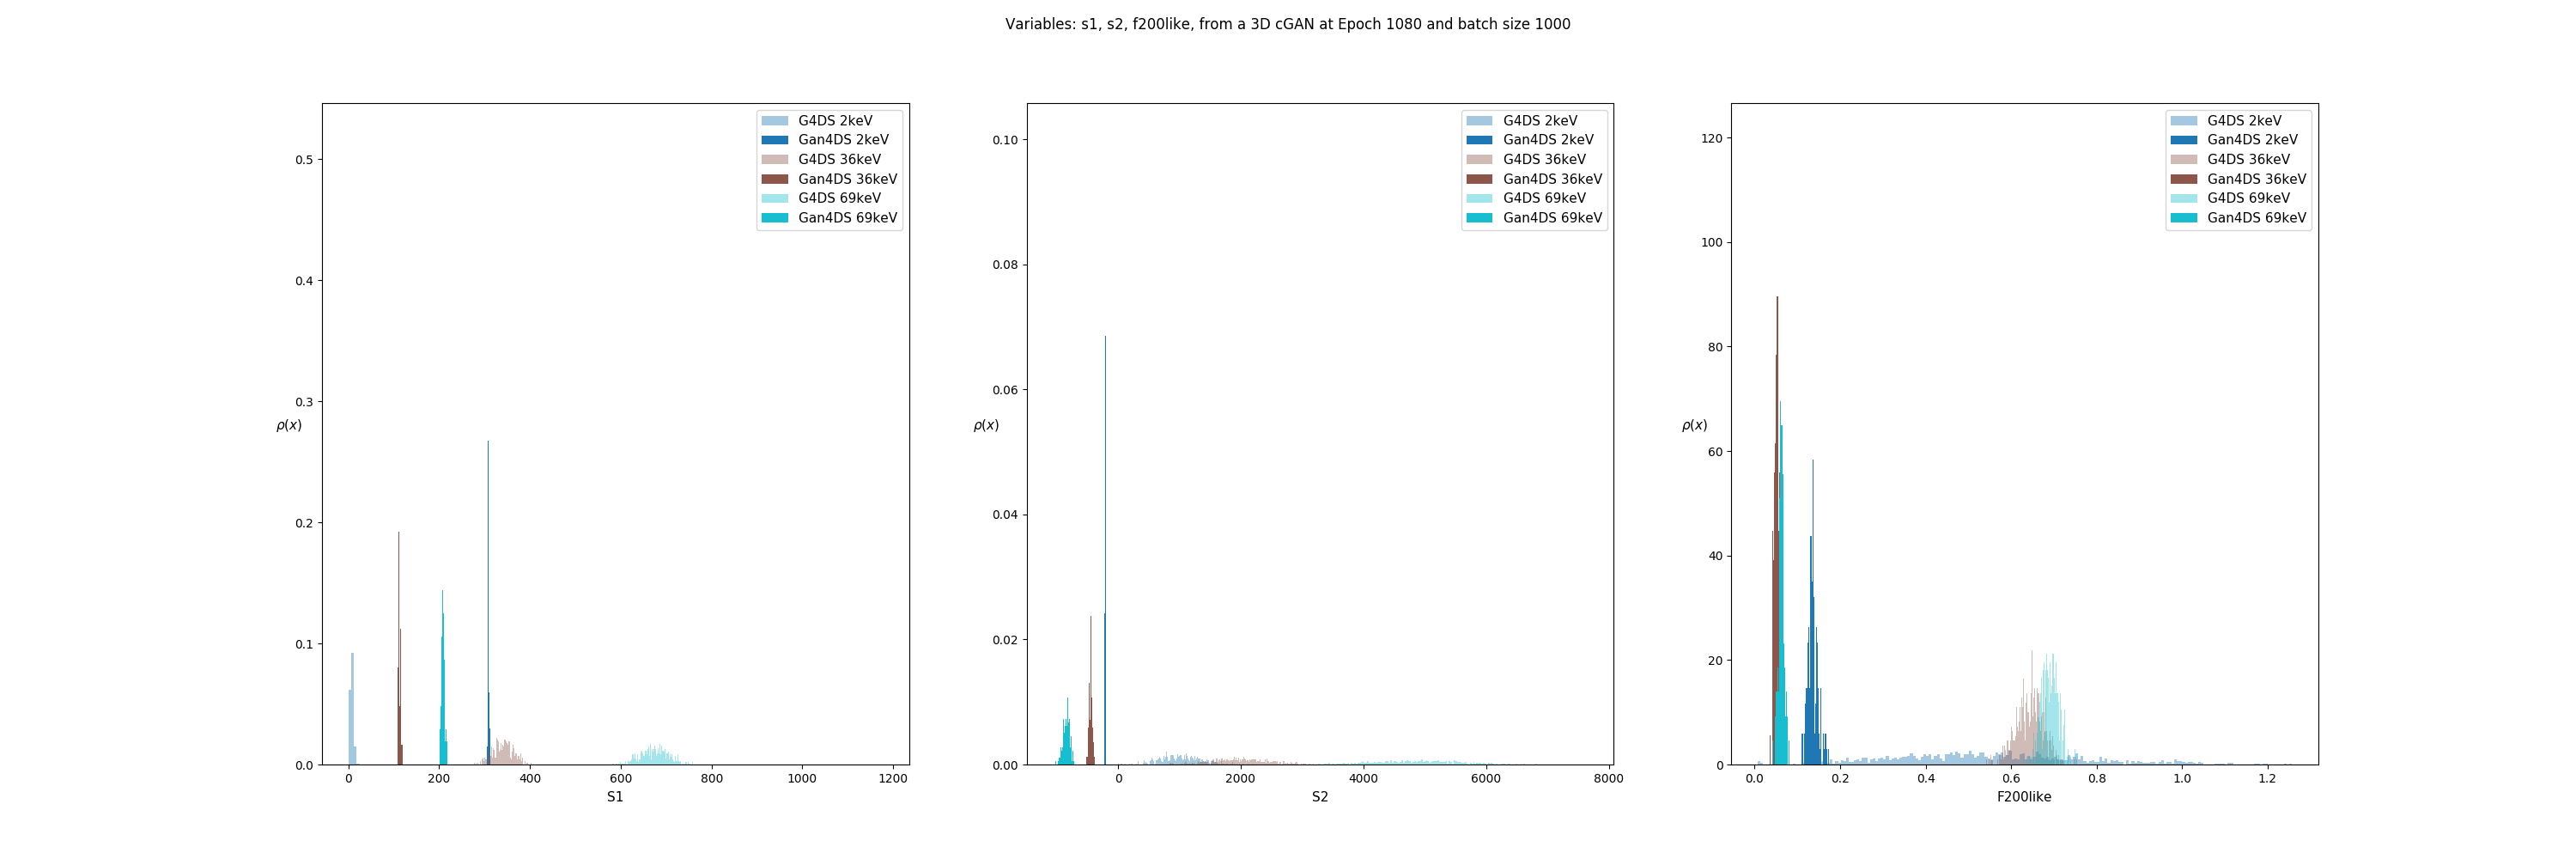 Variables: s1, s2, f200like, from a 3D cGAN at Epoch 1080 and batch size 1000
G4DS 2keV
Gan4DS 2keV
G4DS 36keV
Gan4DS 36keV
G4DS 69keV
Gan4DS 69keV
0.5
0.4
0.3
0.2
0.1
0.0
ρ(x)
0 200 400 600 800 1000 1200
S1
G4DS 2keV
Gan4DS 2keV
G4DS 36keV
Gan4DS 36keV
G4DS 69keV
Gan4DS 69keV
0.10
0.08
0.06
0.04
0.02
0.00
ρ(x)
0 2000 4000 6000 8000
S2
G4DS 2keV
Gan4DS 2keV
G4DS 36keV
Gan4DS 36keV
G4DS 69keV
Gan4DS 69keV
120
100
80
60
40
20
0
ρ(x)
0.0 0.2 0.4 0.6 0.8 1.0 1.2
F200like